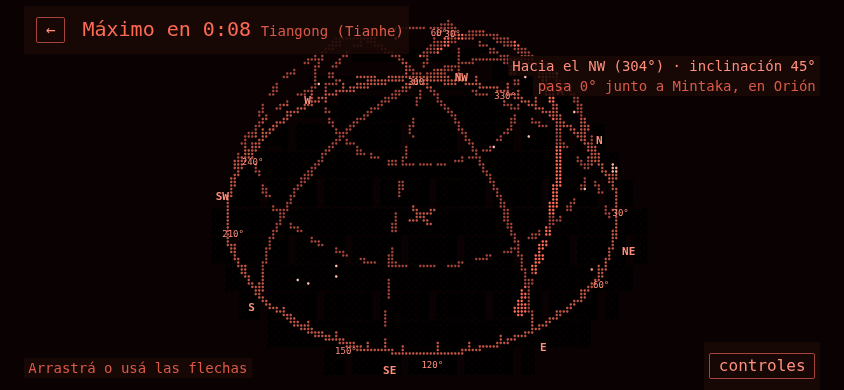 ← Máximo en 0:08 Tiangong (Tianhe)
Hacia el NW (304°) · inclinación 45°
pasa 0° junto a Mintaka, en Orión
60°
30°
300°
NW
330°
W
N
240°
SW
30°
210°
NE
60°
S
150°
E
120°
SE
Arrastrá o usá las flechas
controles